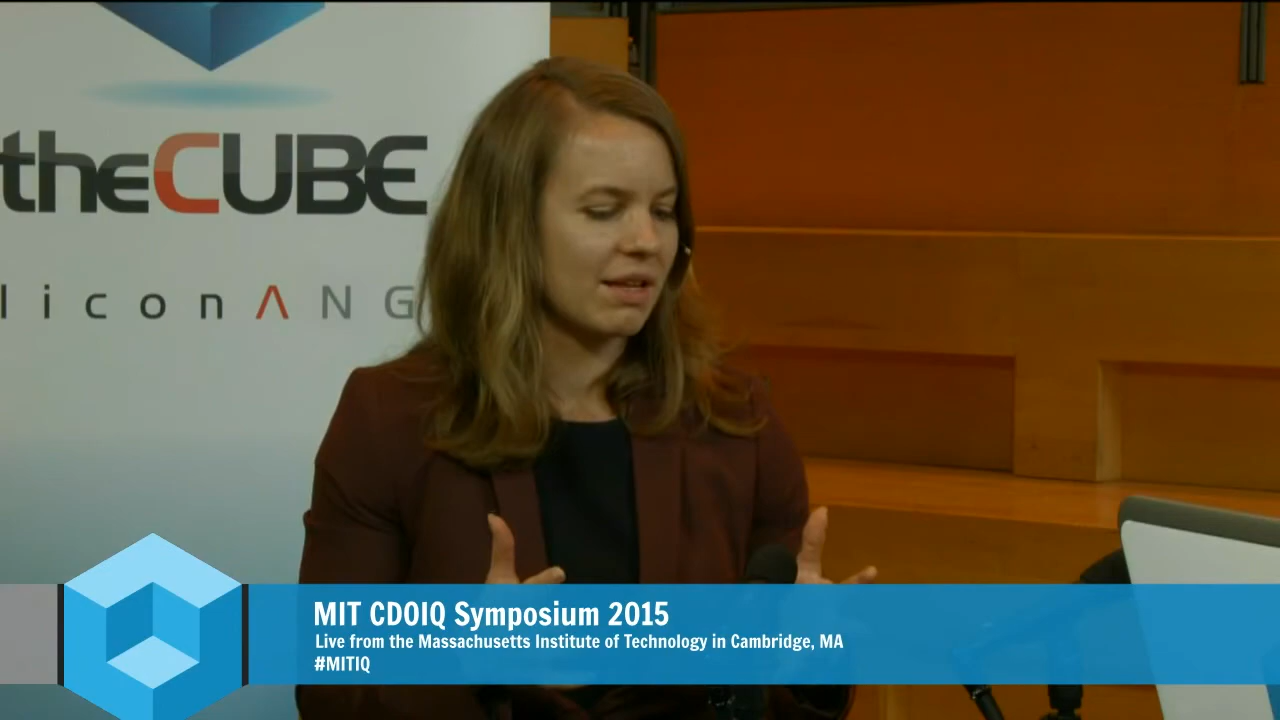 theCUBE
liconANG
MIT CDOIQ Symposium 2015
Live from the Massachusetts Institute of Technology in Cambridge, MA
#MITIQ